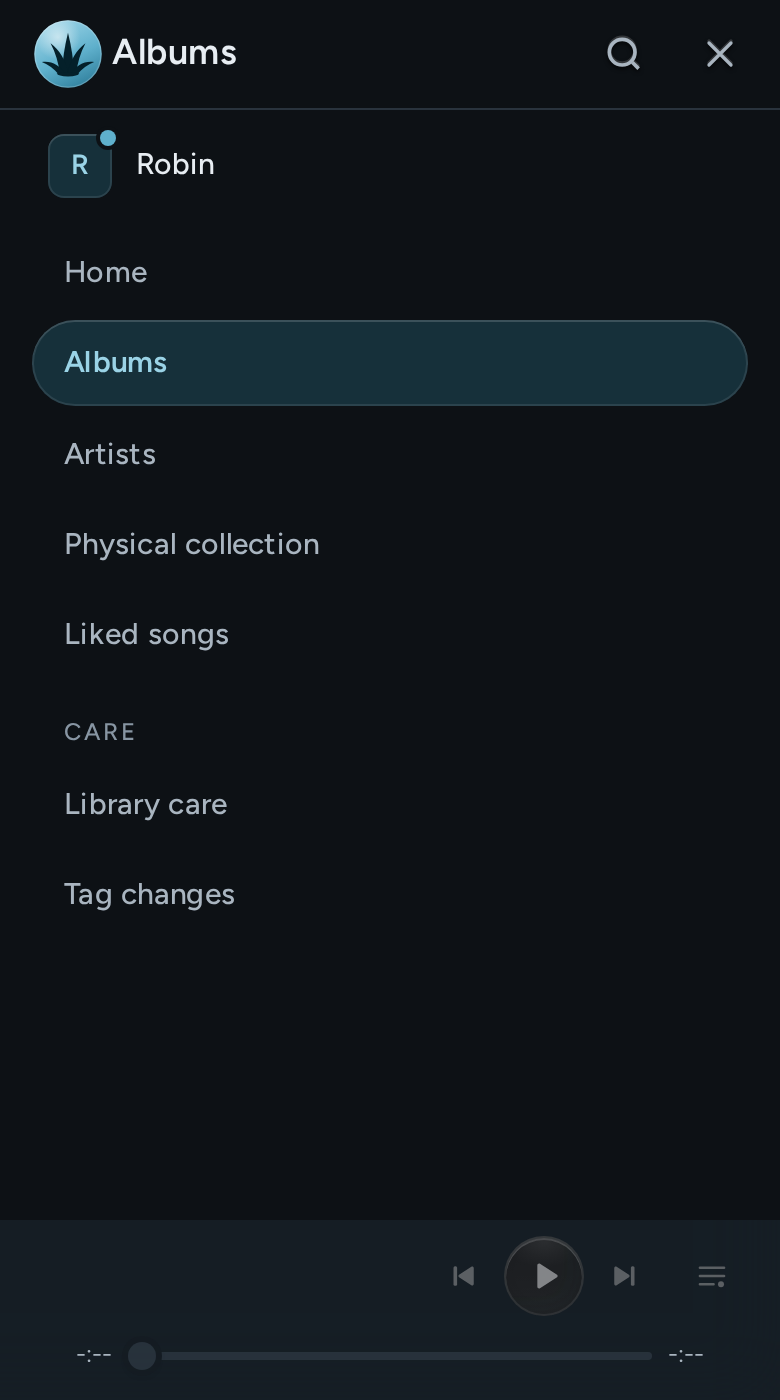 Albums
R
Robin
Home
Albums
Artists
Physical collection
Liked songs
CARE
Library care
Tag changes
-:-- -:--